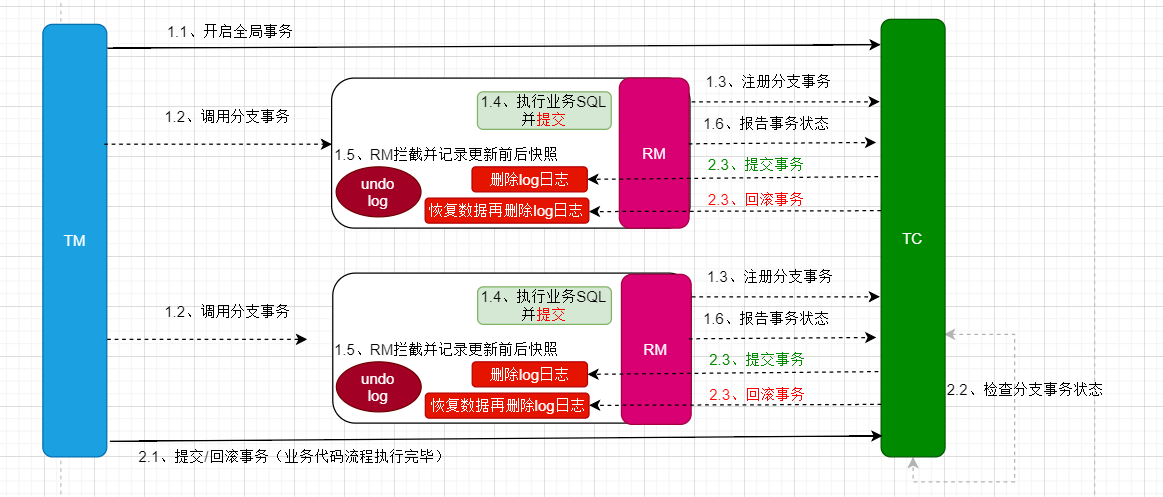 1.1、开启全局事务
1.2、调用分支事务
1.4、执行业务SQL
并提交
1.5、RM拦截并记录更新前后快照
undo
log
删除log日志
恢复数据再删除log日志
RM
1.3、注册分支事务
1.6、报告事务状态
2.3、提交事务
2.3、回滚事务
TM
TC
1.2、调用分支事务
1.4、执行业务SQL
并提交
1.5、RM拦截并记录更新前后快照
undo
log
删除log日志
恢复数据再删除log日志
RM
1.3、注册分支事务
1.6、报告事务状态
2.3、提交事务
2.3、回滚事务
2.2、检查分支事务状态
2.1、提交/回滚事务（业务代码流程执行完毕）